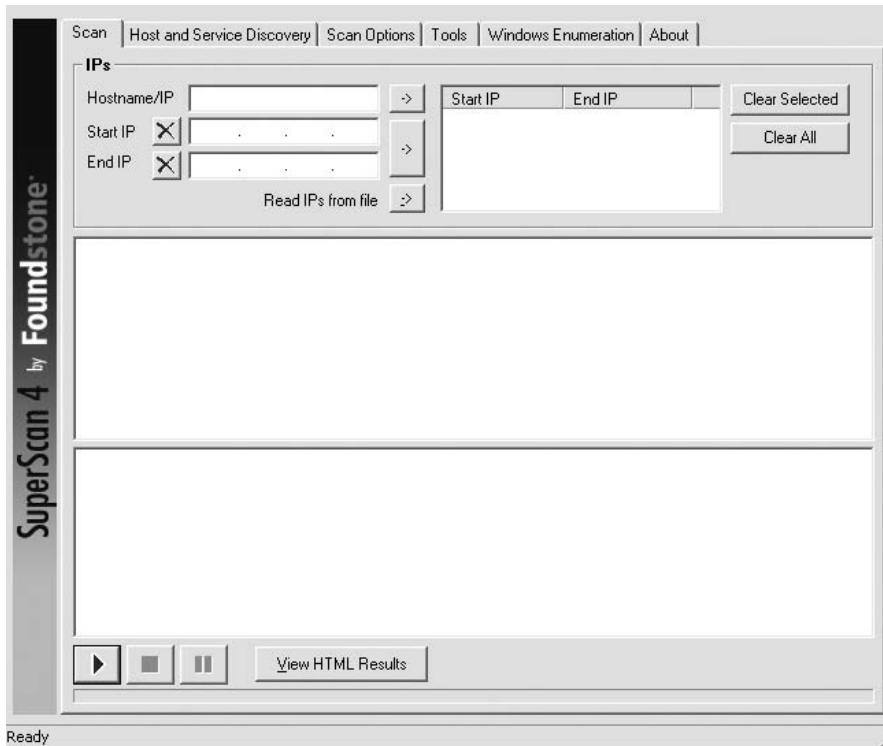 SuperScan 4 by Foundstone
Scan Host and Service Discovery Scan Options Tools Windows Enumeration About
IPs
Hostname/IP -> Start IP End IP Clear Selected
Start IP . . . -> Clear All
End IP . . .
Read IPs from file ->
View HTML Results
Ready